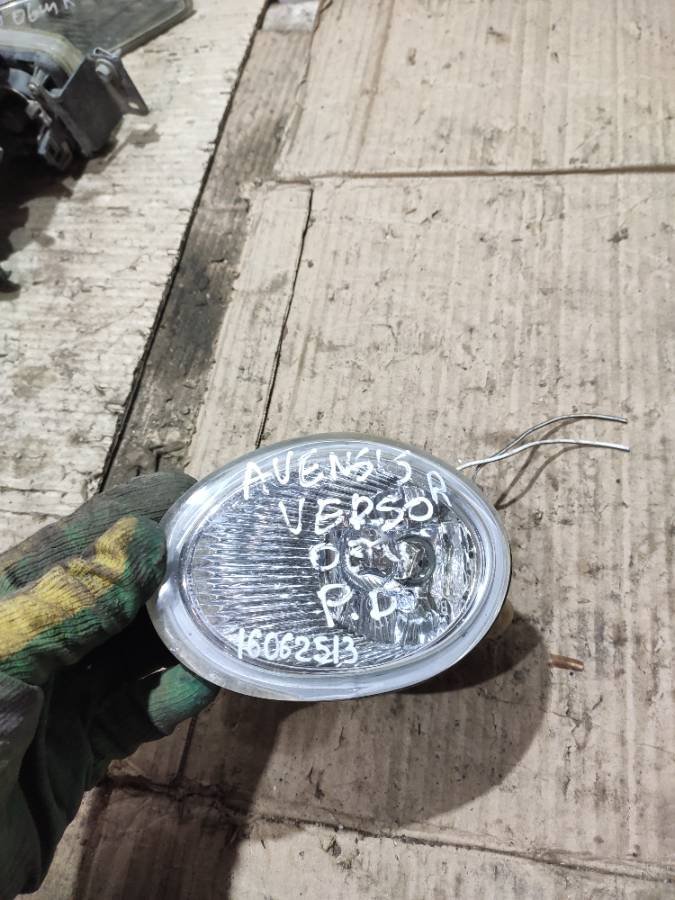 AVENSIS
VERSO R
P.D
16062513